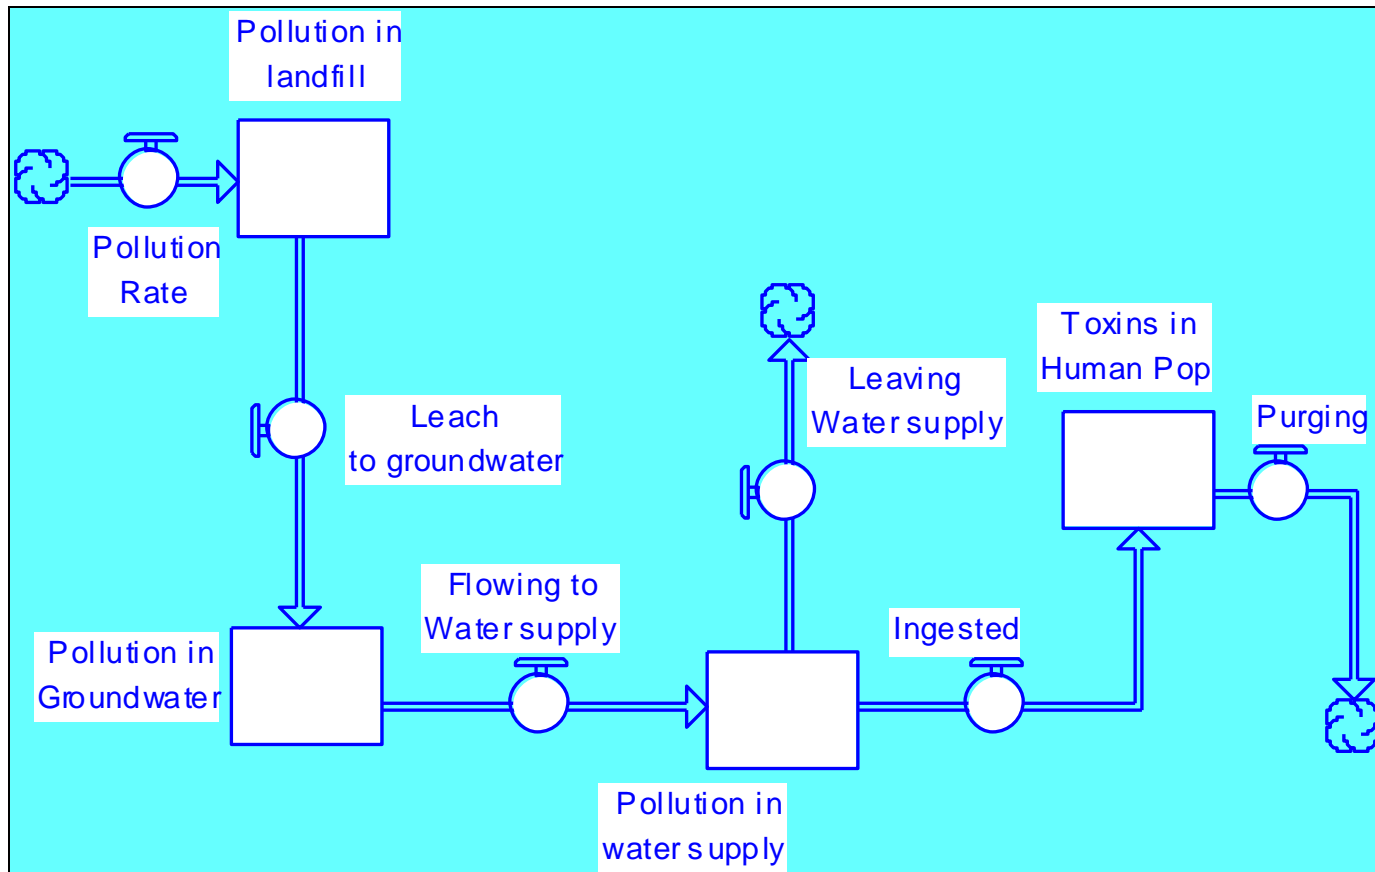 Pollution in
landfill
Pollution
Rate
Leach
to groundwater
Leaving
Water supply
Toxins in
Human Pop
Purging
Flowing to
Water supply
Ingested
Pollution in
Groundwater
Pollution in
water supply